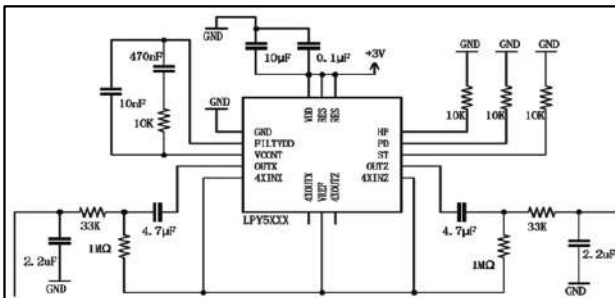 GND
10μF
0.1μF
+3V
GND
GND
GND
470nF
10nF
10K
GND
VDD
RES
RES
10K
10K
10K
GND
FILTVDD
VCONT
OUTX
4XINX
HP
PD
ST
OUTZ
4XINZ
4XOUTX
VREF
4XOUTZ
LPY5XXX
33K
4.7μF
4.7μF
33K
2.2uF
1MΩ
1MΩ
2.2uF
GND
GND